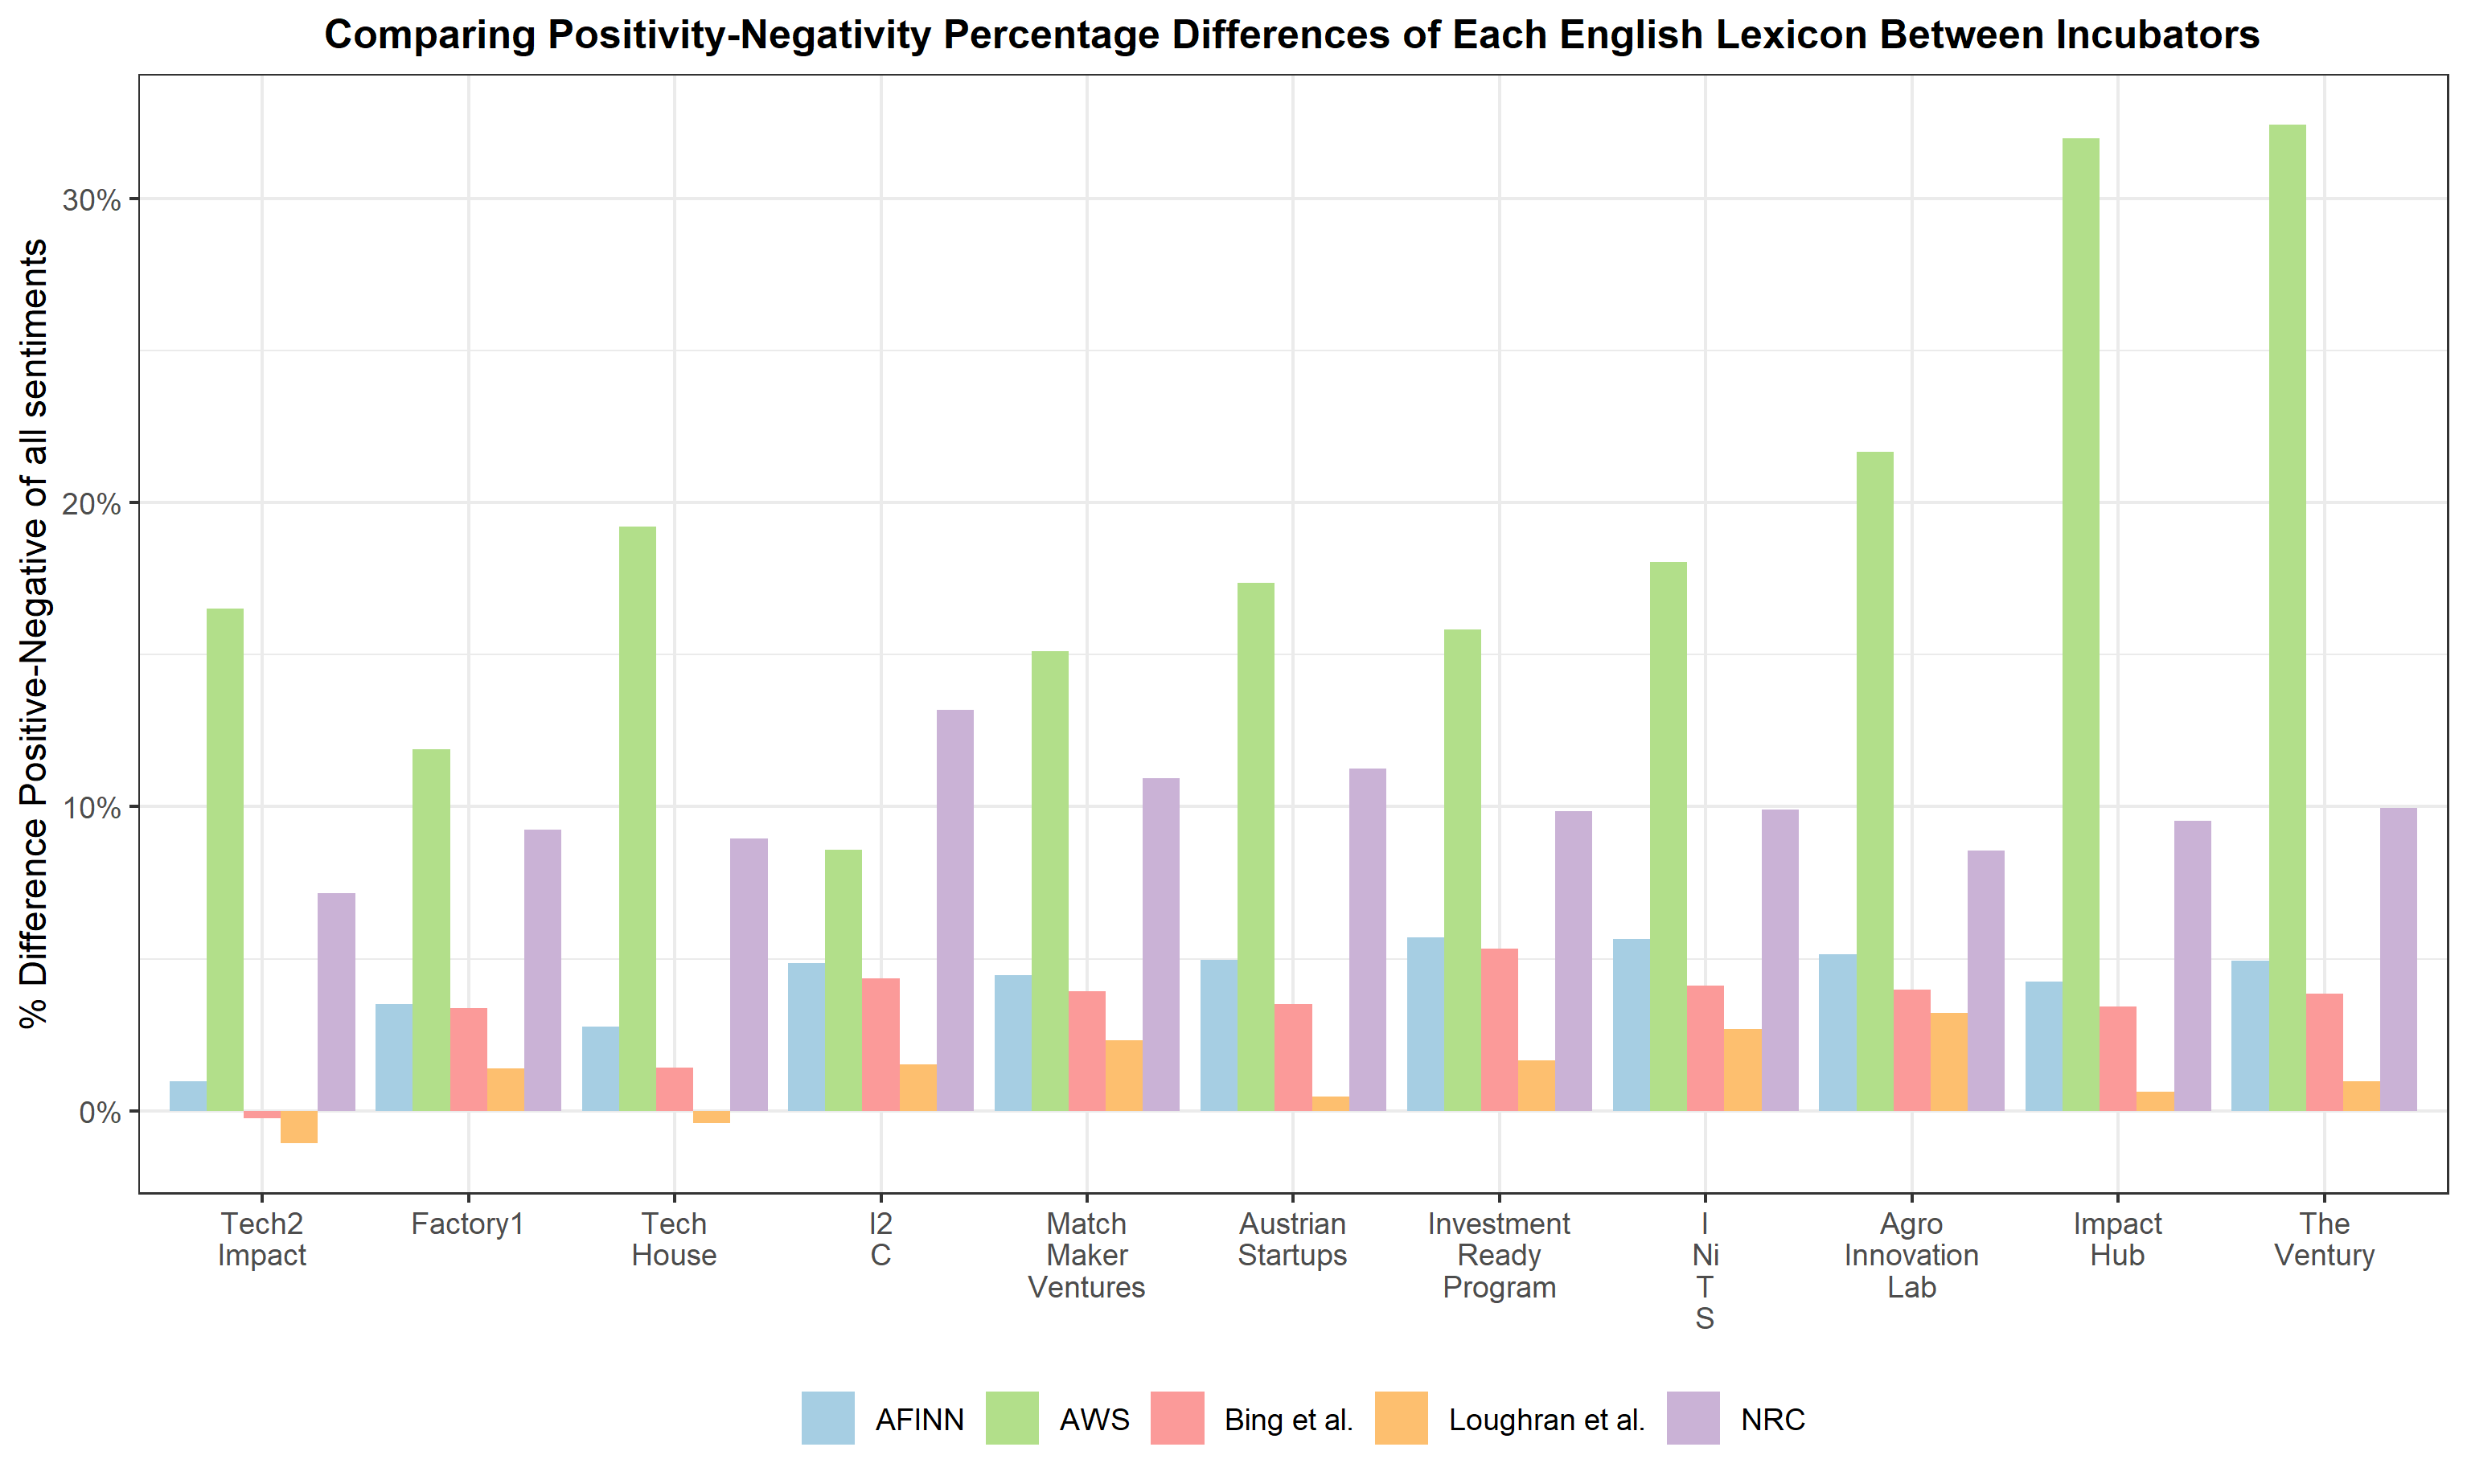 Comparing Positivity-Negativity Percentage Differences of Each English Lexicon Between Incubators
% Difference Positive-Negative of all sentiments
30%
20%
10%
0%
Tech2
Impact
Factory1
Tech
House
I2
C
Match
Maker
Ventures
Austrian
Startups
Investment
Ready
Program
I
Ni
T
S
Agro
Innovation
Lab
Impact
Hub
The
Ventury
AFINN
AWS
Bing et al.
Loughran et al.
NRC